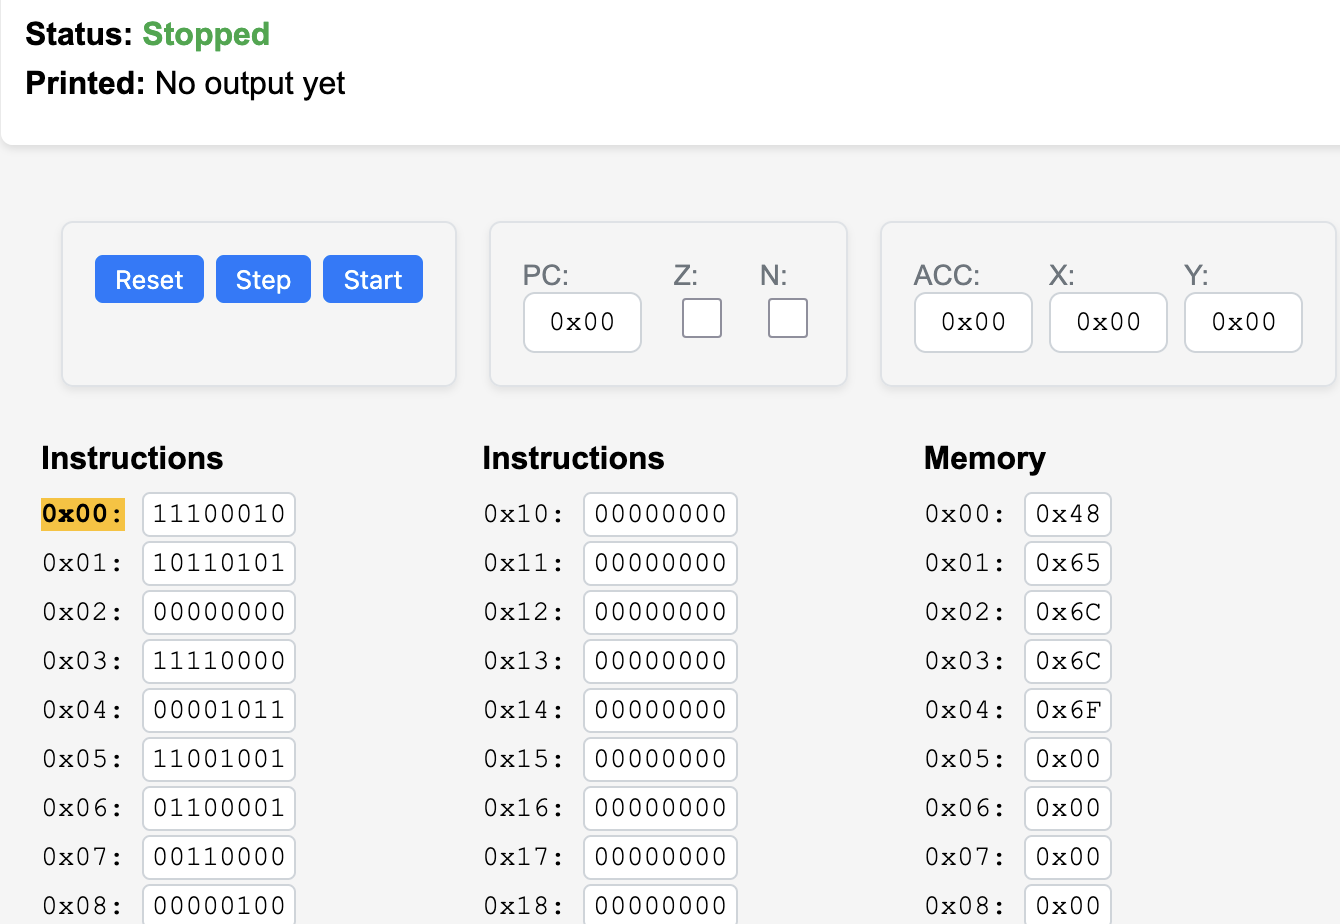 Status: Stopped
Printed: No output yet
Reset Step Start
PC: Z: N:
0x00
ACC: X: Y:
0x00 0x00 0x00
Instructions Instructions Memory
0x00: 11100010 0x10: 00000000 0x00: 0x48
0x01: 10110101 0x11: 00000000 0x01: 0x65
0x02: 00000000 0x12: 00000000 0x02: 0x6C
0x03: 11110000 0x13: 00000000 0x03: 0x6C
0x04: 00001011 0x14: 00000000 0x04: 0x6F
0x05: 11001001 0x15: 00000000 0x05: 0x00
0x06: 01100001 0x16: 00000000 0x06: 0x00
0x07: 00110000 0x17: 00000000 0x07: 0x00
0x08: 00000100 0x18: 00000000 0x08: 0x00